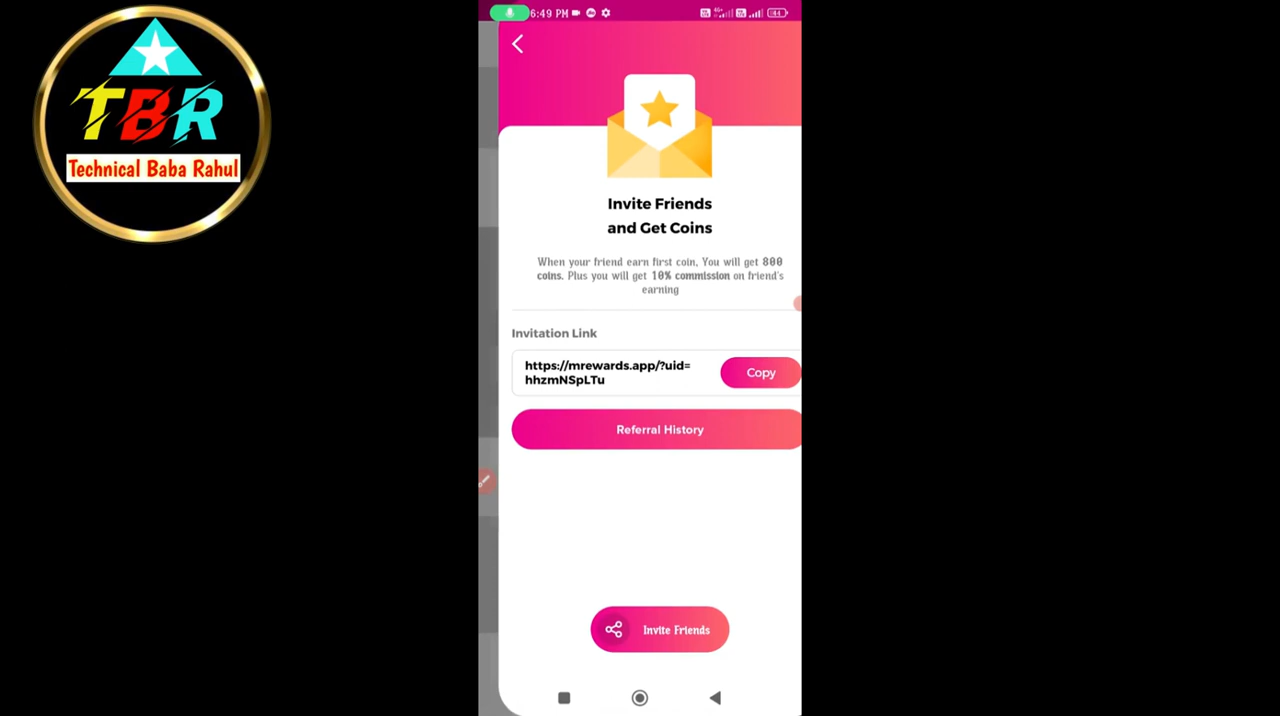 TBR
Technical Baba Rahul
6:49 PM
4G+
44
Invite Friends
and Get Coins
When your friend earn first coin, You will get 800
coins. Plus you will get 10% commission on friend's
earning
Invitation Link
https://mrewards.app/?uid=
hhzmNSpLTu
Copy
Referral History
Invite Friends